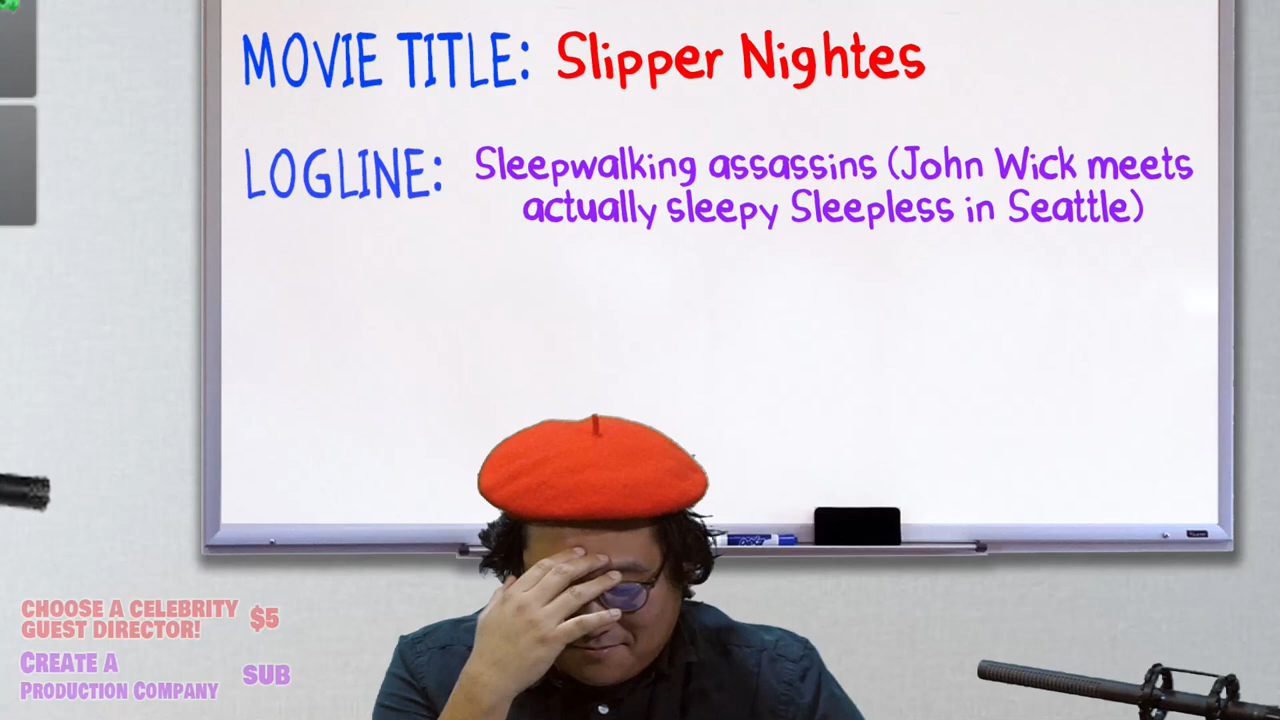 MOVIE TITLE: Slipper Nightes
LOGLINE: Sleepwalking assassins (John Wick meets
actually sleepy Sleepless in Seattle)
EXPO
CHOOSE A CELEBRITY
GUEST DIRECTOR! $5
CREATE A
PRODUCTION COMPANY SUB